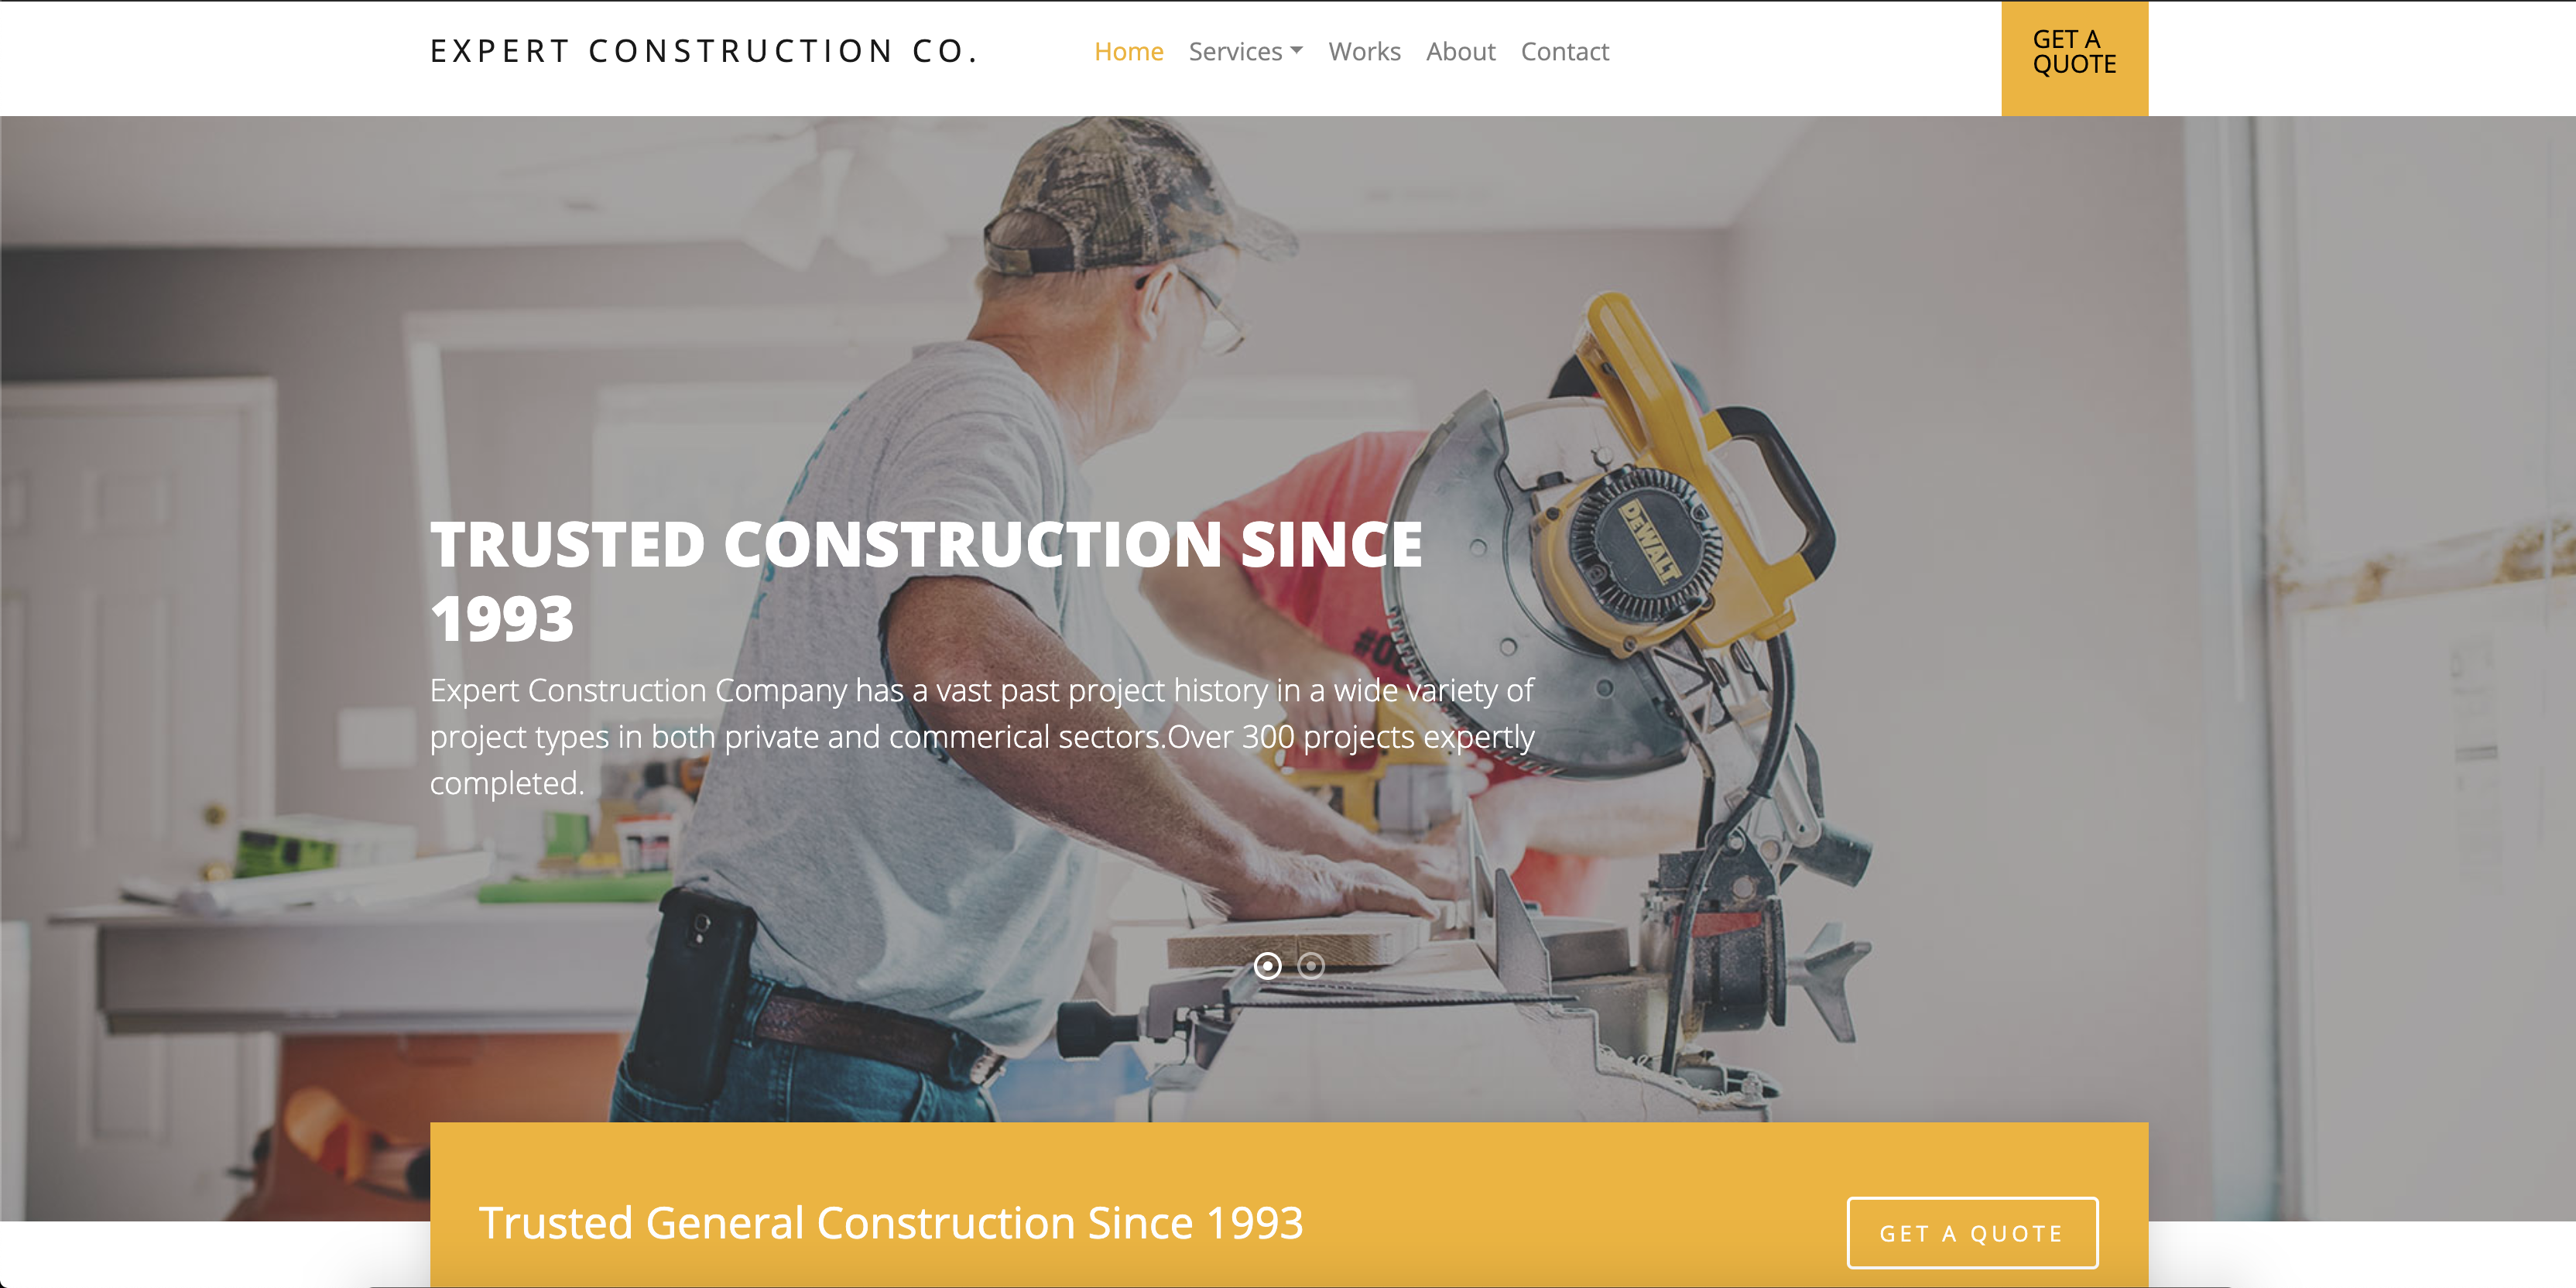 EXPERT CONSTRUCTION CO.
Home Services Works About Contact
GET A
QUOTE
TRUSTED CONSTRUCTION SINCE
1993
Expert Construction Company has a vast past project history in a wide variety of
project types in both private and commerical sectors.Over 300 projects expertly
completed.
DEWALT
Trusted General Construction Since 1993
GET A QUOTE